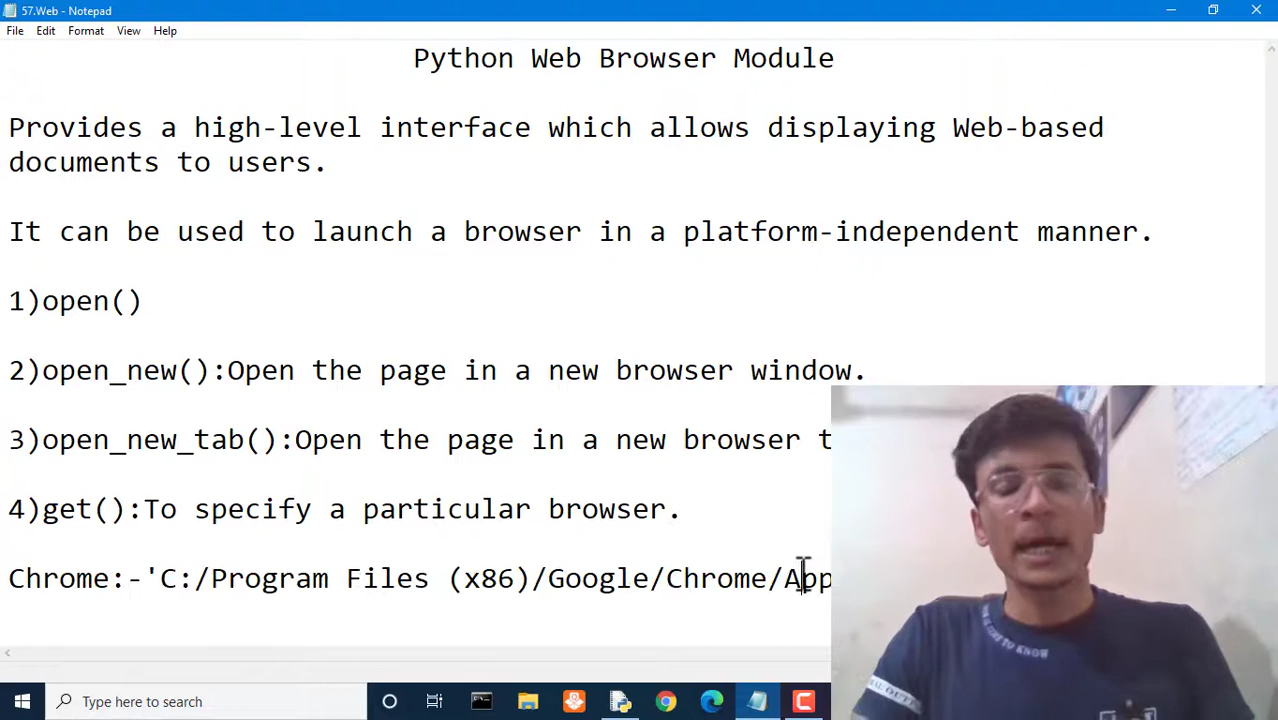 57.Web - Notepad
File Edit Format View Help
Python Web Browser Module
Provides a high-level interface which allows displaying Web-based
documents to users.
It can be used to launch a browser in a platform-independent manner.
1)open()
2)open_new():Open the page in a new browser window.
3)open_new_tab():Open the page in a new browser t
4)get():To specify a particular browser.
Chrome:-'C:/Program Files (x86)/Google/Chrome/App
Type here to search